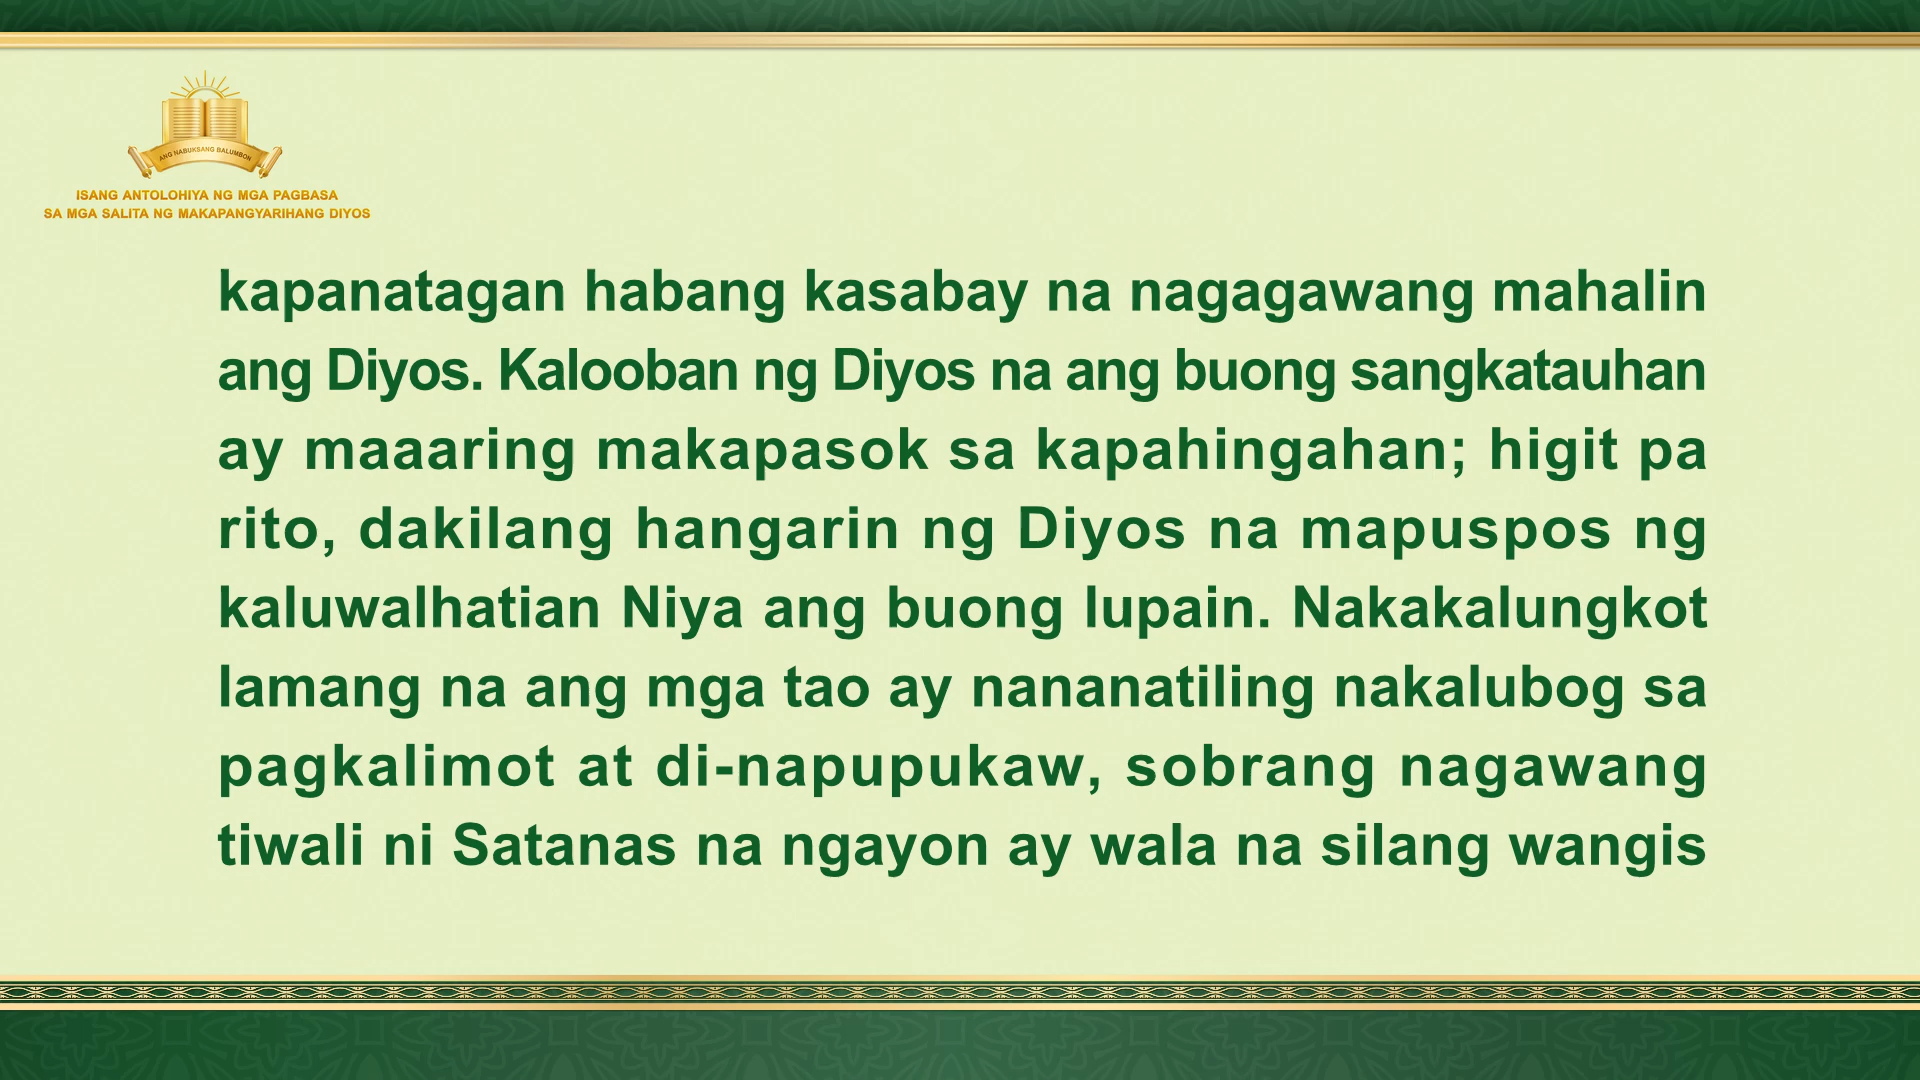 ANG NABUKSANG BALUMBON
ISANG ANTOLOHIYA NG MGA PAGBASA
SA MGA SALITA NG MAKAPANGYARIHANG DIYOS
kapanatagan habang kasabay na nagagawang mahalin
ang Diyos. Kalooban ng Diyos na ang buong sangkatauhan
ay maaaring makapasok sa kapahingahan; higit pa
rito, dakilang hangarin ng Diyos na mapuspos ng
kaluwalhatian Niya ang buong lupain. Nakakalungkot
lamang na ang mga tao ay nananatiling nakalubog sa
pagkalimot at di-napupukaw, sobrang nagawang
tiwali ni Satanas na ngayon ay wala na silang wangis